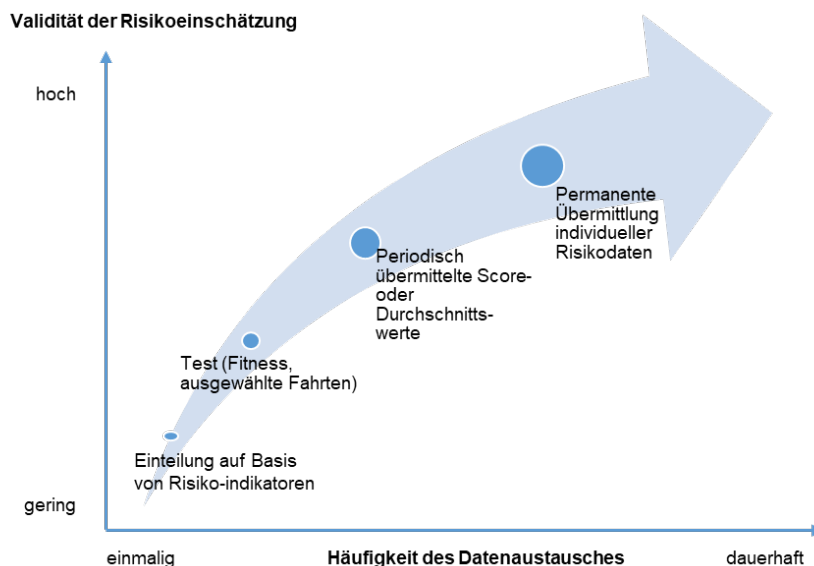 Validität der Risikoeinschätzung
hoch
Permanente
Übermittlung
individueller
Risikodaten
Periodisch
übermittelte Score-
oder
Durchschnitts-
werte
Test (Fitness,
ausgewählte Fahrten)
Einteilung auf Basis
von Risiko-indikatoren
gering
einmalig
Häufigkeit des Datenaustausches
dauerhaft